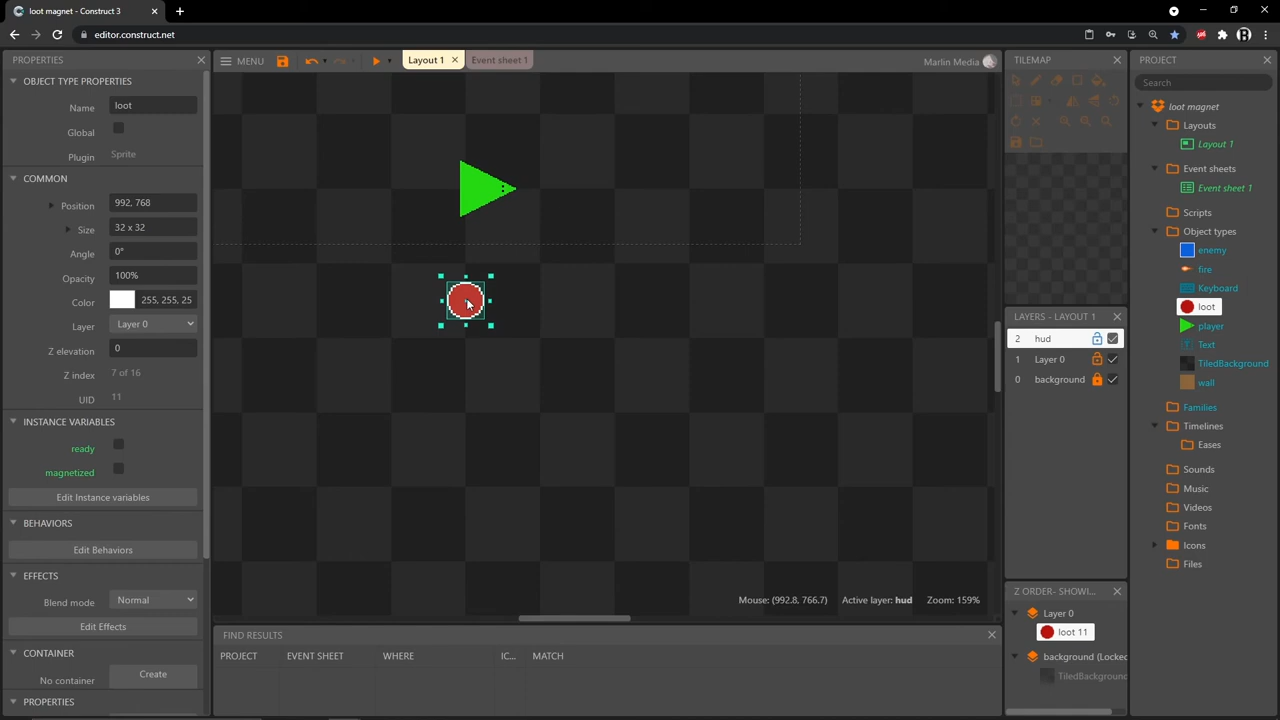 loot magnet - Construct 3
editor.construct.net
PROPERTIES
OBJECT TYPE PROPERTIES
Name loot
Global
Plugin Sprite
COMMON
Position 992, 768
Size 32 x 32
Angle 0°
Opacity 100%
Color 255, 255, 25
Layer Layer 0
Z elevation 0
Z index 7 of 16
UID 11
INSTANCE VARIABLES
ready
magnetized
Edit Instance variables
BEHAVIORS
Edit Behaviors
EFFECTS
Blend mode Normal
Edit Effects
CONTAINER
No container Create
PROPERTIES
MENU
Layout 1
Event sheet 1
Marlin Media
Mouse: (992.8, 766.7) Active layer: hud Zoom: 159%
FIND RESULTS
PROJECT EVENT SHEET WHERE IC... MATCH
TILEMAP
LAYERS - LAYOUT 1
2 hud
1 Layer 0
0 background
Z ORDER- SHOWI...
Layer 0
loot 11
background (Locked
TiledBackground
PROJECT
Search
loot magnet
Layouts
Layout 1
Event sheets
Event sheet 1
Scripts
Object types
enemy
fire
Keyboard
loot
player
Text
TiledBackground
wall
Families
Timelines
Eases
Sounds
Music
Videos
Fonts
Icons
Files